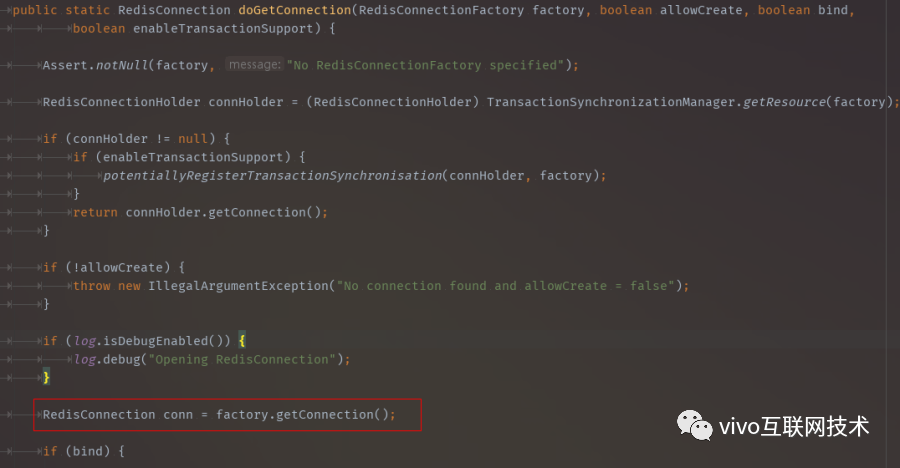 public static RedisConnection doGetConnection(RedisConnectionFactory factory, boolean allowCreate, boolean bind,
boolean enableTransactionSupport) {
Assert.notNull(factory, message: "No RedisConnectionFactory specified");
RedisConnectionHolder connHolder = (RedisConnectionHolder) TransactionSynchronizationManager.getResource(factory);
if (connHolder != null) {
if (enableTransactionSupport) {
potentiallyRegisterTransactionSynchronisation(connHolder, factory);
}
return connHolder.getConnection();
}
if (!allowCreate) {
throw new IllegalArgumentException("No connection found and allowCreate = false");
}
if (log.isDebugEnabled()) {
log.debug("Opening RedisConnection");
}
RedisConnection conn = factory.getConnection();
if (bind) {
vivo互联网技术